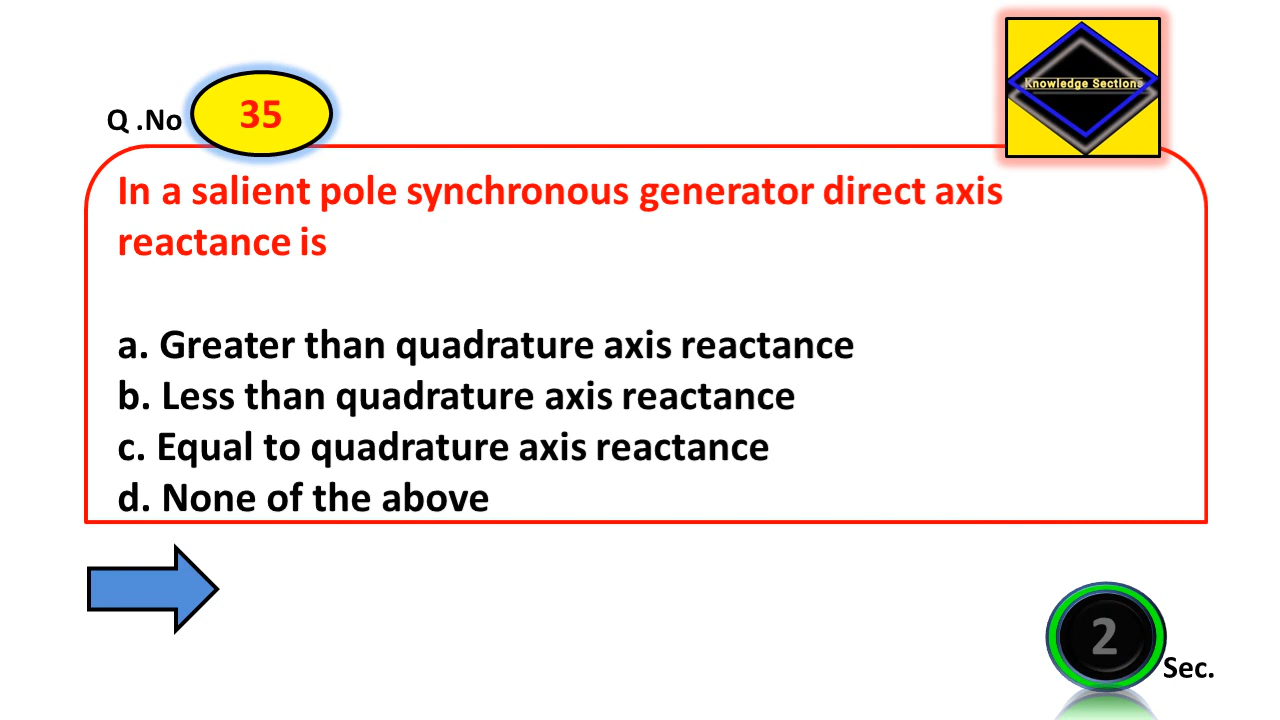 Knowledge Sections
Q .No 35
In a salient pole synchronous generator direct axis
reactance is
a. Greater than quadrature axis reactance
b. Less than quadrature axis reactance
c. Equal to quadrature axis reactance
d. None of the above
2 Sec.